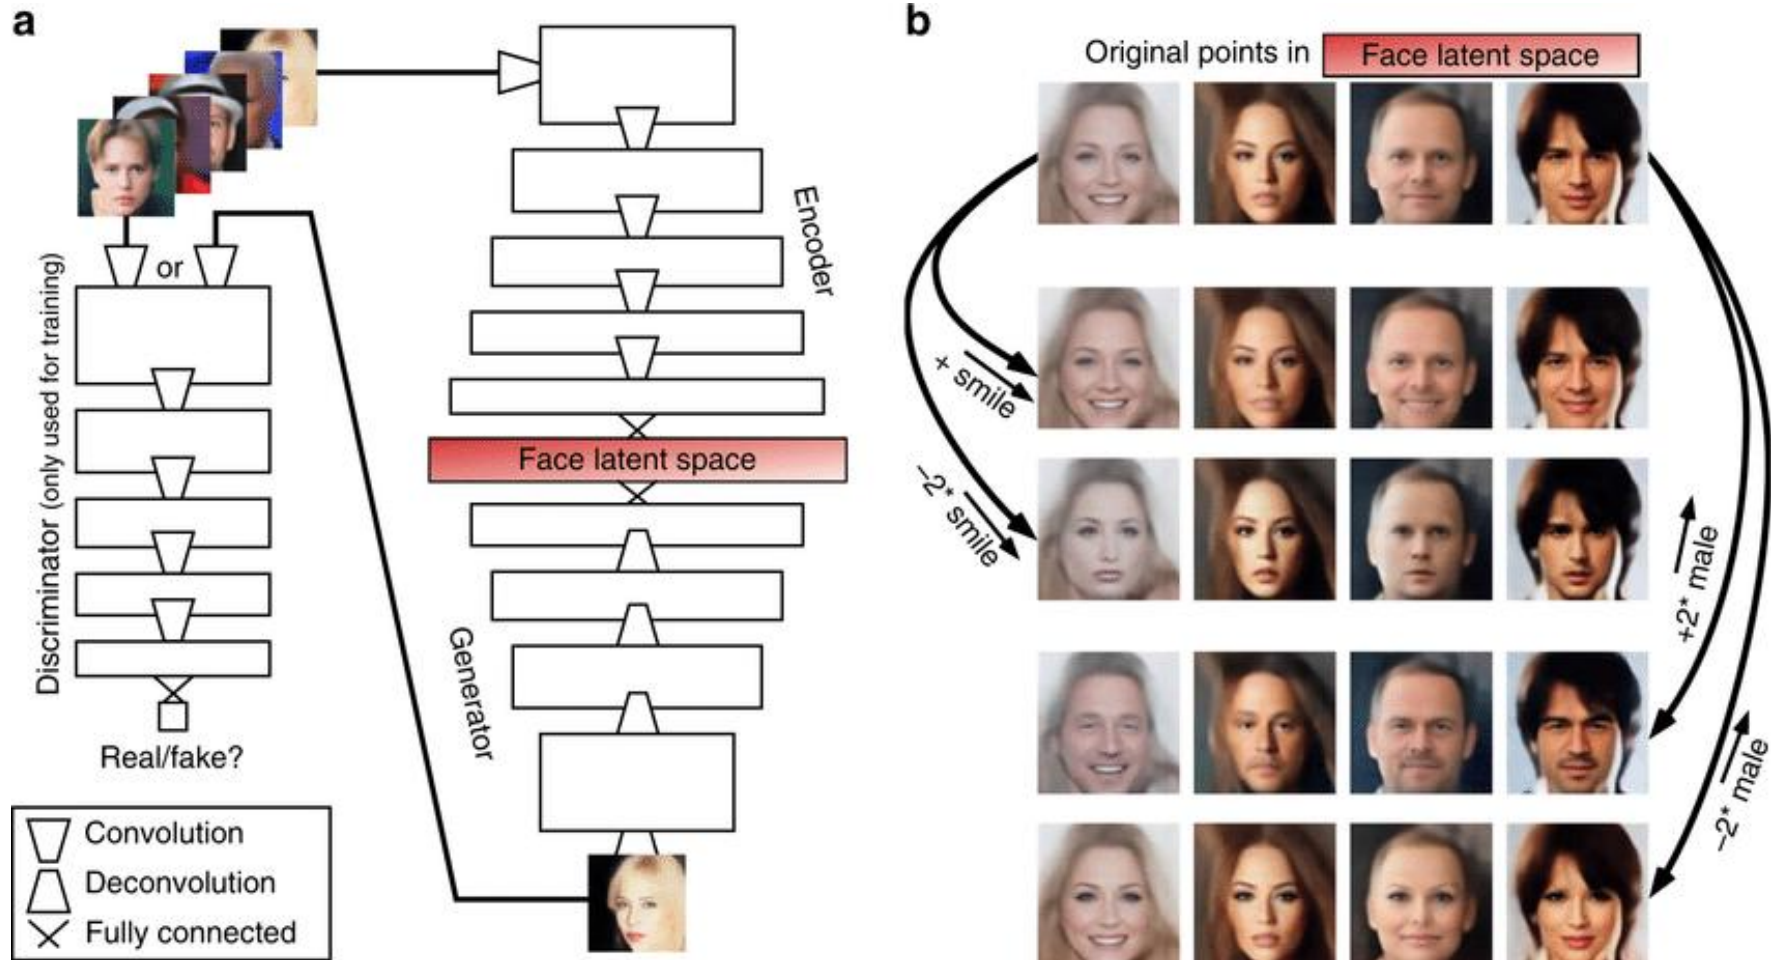 a
or
Discriminator (only used for training)
Real/fake?
Encoder
Face latent space
Generator
Convolution
Deconvolution
Fully connected
b
Original points in Face latent space
+ smile
−2* smile
+2* male
−2* male